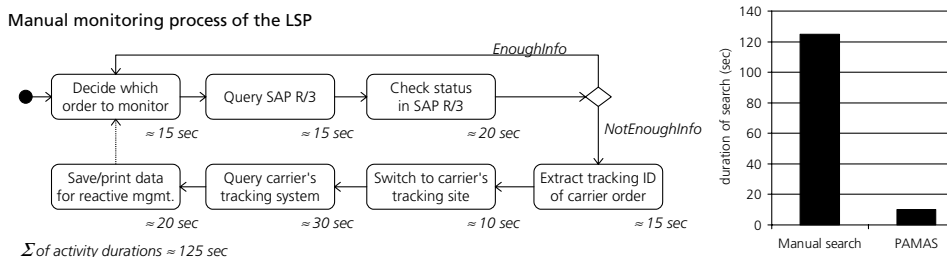 Manual monitoring process of the LSP
EnoughInfo
Decide which
order to monitor
Query SAP R/3
Check status
in SAP R/3
≈ 15 sec
≈ 15 sec
≈ 20 sec
NotEnoughInfo
Save/print data
for reactive mgmt.
Query carrier's
tracking system
Switch to carrier's
tracking site
Extract tracking ID
of carrier order
≈ 20 sec
≈ 30 sec
≈ 10 sec
≈ 15 sec
Σ of activity durations ≈ 125 sec
duration of search (sec)
140
120
100
80
60
40
20
0
Manual search
PAMAS